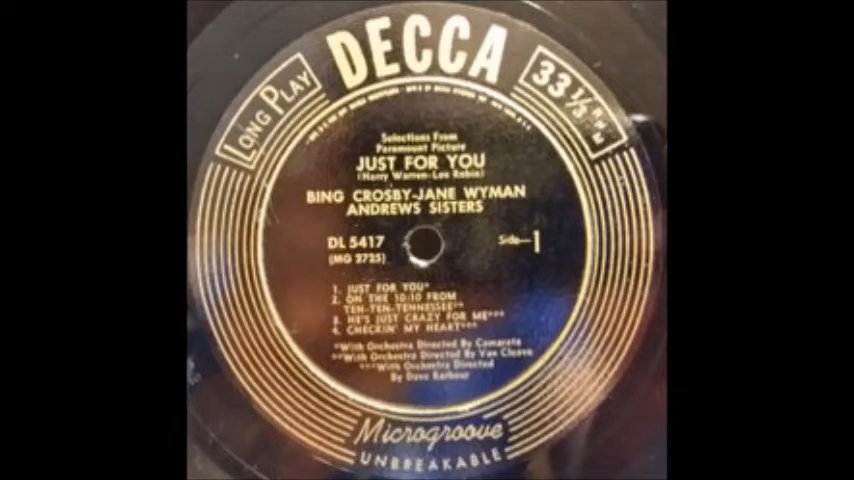 DECCA
LONG PLAY
33 1/3 RPM
Selections From
Paramount Picture
JUST FOR YOU
(Harry Warren-Leo Robin)
BING CROSBY-JANE WYMAN
ANDREWS SISTERS
DL 5417
(MG 2725)
Side—1
1. JUST FOR YOU*
2. ON THE 10:10 FROM
TEN-TEN-TENNESSEE**
3. HE'S JUST CRAZY FOR ME***
4. CHECKIN' MY HEART***
*With Orchestra Directed By Camarata
**With Orchestra Directed By Van Cleave
***With Orchestra Directed
By Dave Barbour
Microgroove
UNBREAKABLE